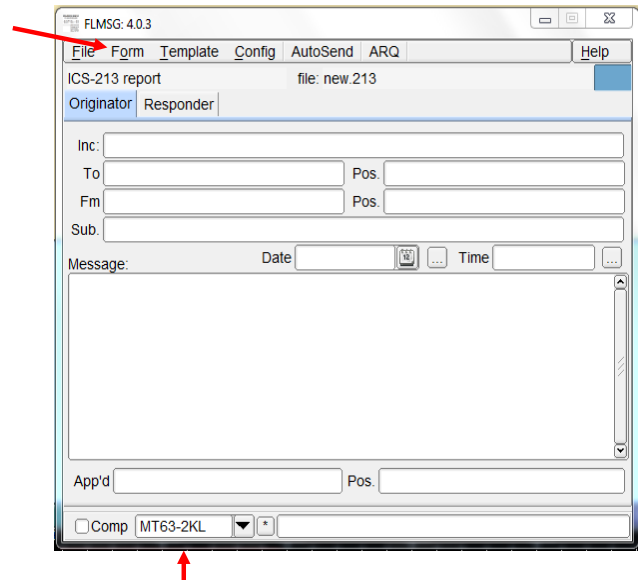 FLMSG: 4.0.3
File Form Template Config AutoSend ARQ Help
ICS-213 report file: new.213
Originator Responder
Inc:
To Pos.
Fm Pos.
Sub.
Message: Date 12 ... Time ...
App'd Pos.
Comp MT63-2KL *